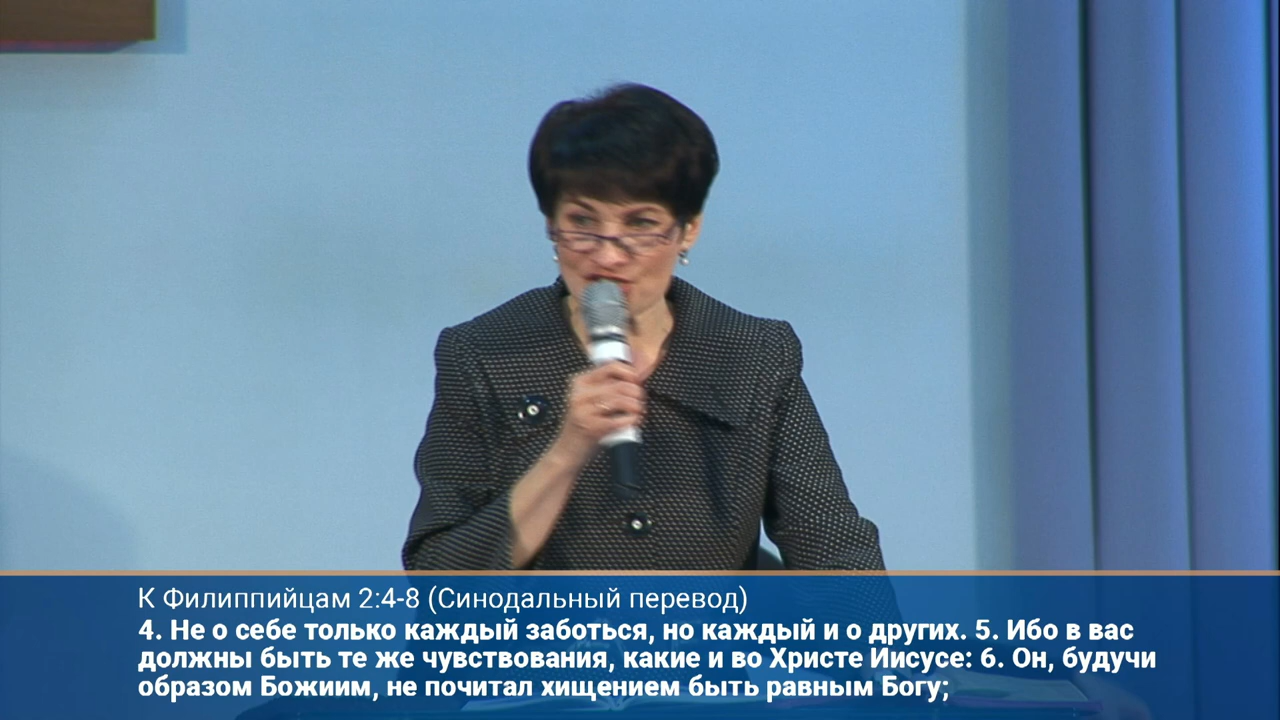 К Филиппийцам 2:4-8 (Синодальный перевод)
4. Не о себе только каждый заботься, но каждый и о других. 5. Ибо в вас
должны быть те же чувствования, какие и во Христе Иисусе: 6. Он, будучи
образом Божиим, не почитал хищением быть равным Богу;